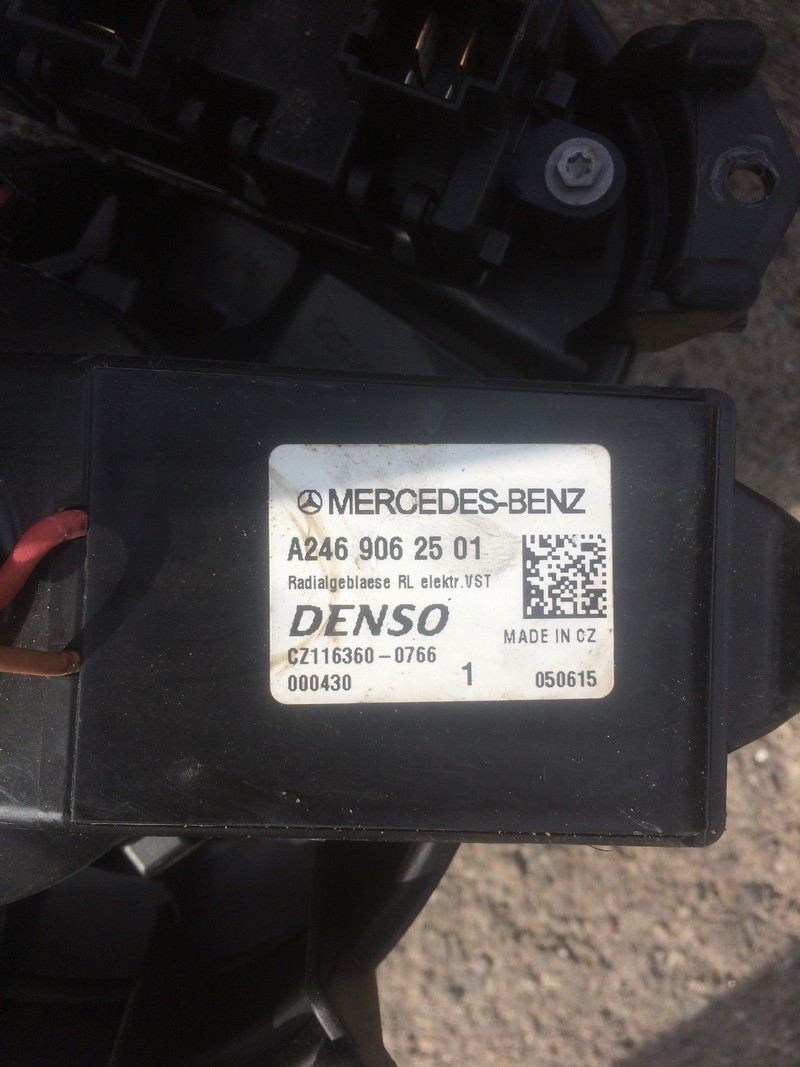 MERCEDES-BENZ
A246 906 25 01
Radialgeblaese RL elektr.VST
DENSO
MADE IN CZ
CZ116360-0766
000430 1 050615